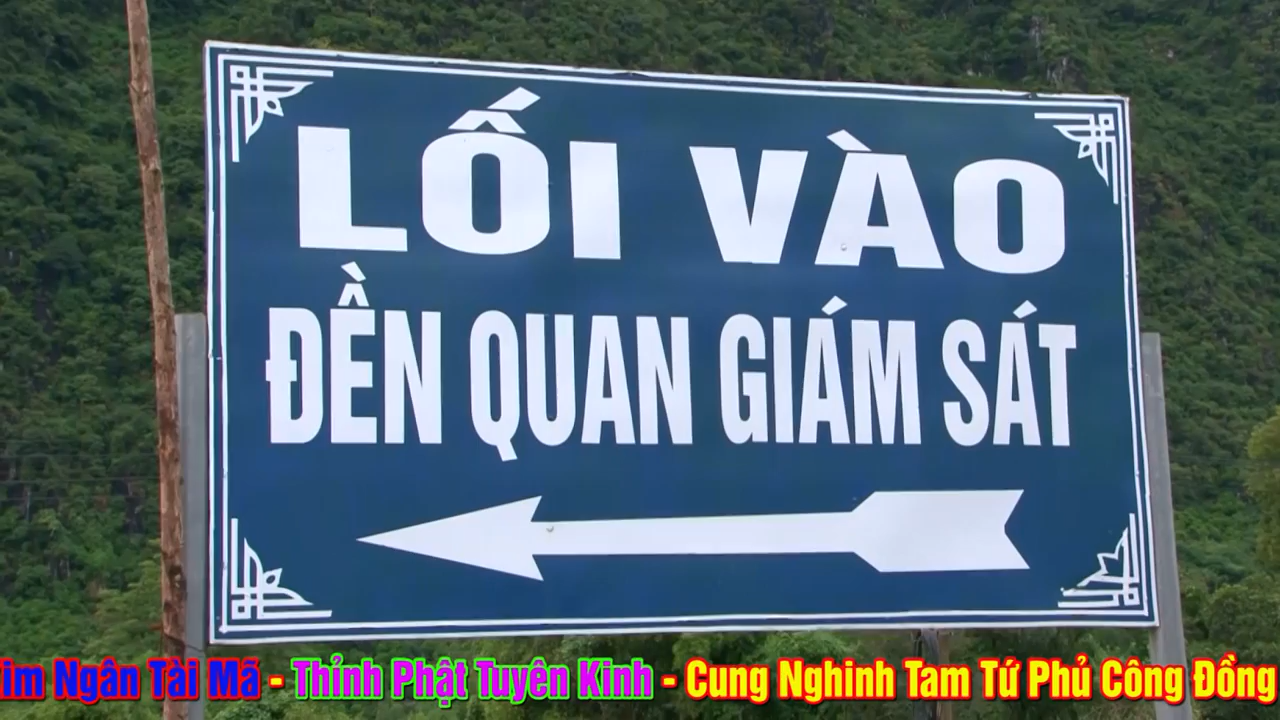 LỐI VÀO
ĐỀN QUAN GIÁM SÁT
Ngân Tài Mã - Thỉnh Phật Tuyên Kinh - Cung Nghinh Tam Tứ Phủ Công Đồng